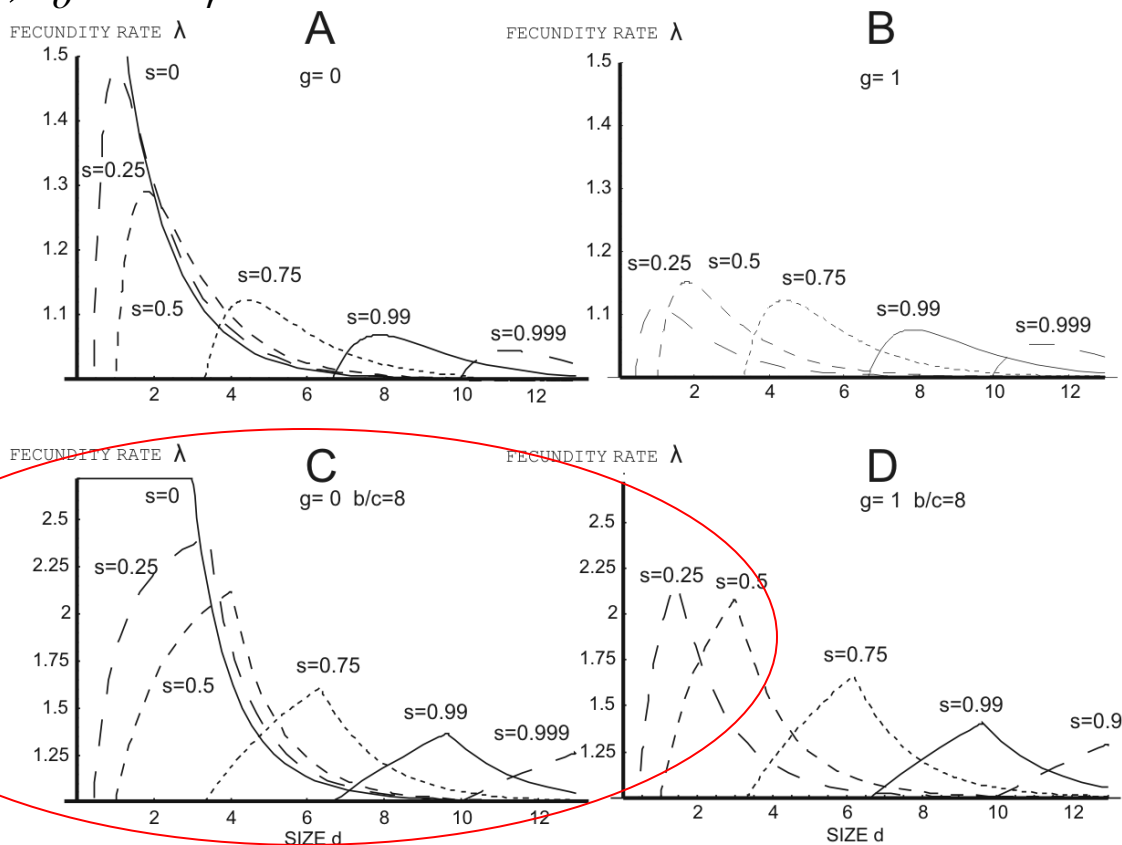 A
B
FECUNDITY RATE λ
FECUNDITY RATE λ
g= 0
g= 1
1.5
s=0
1.4
s=0.25
1.3
1.2
s=0.75
s=0.5
1.1
s=0.99
s=0.999
2 4 6 8 10 12
1.5
1.4
1.3
1.2
s=0.25 s=0.5
s=0.75
1.1
s=0.99
s=0.999
2 4 6 8 10 12
C
D
FECUNDITY RATE λ
FECUNDITY RATE λ
g= 0 b/c=8
g= 1 b/c=8
s=0
2.5
2.25
s=0.25
2
1.75
s=0.5
s=0.75
1.5
s=0.99
s=0.999
1.25
2 4 6 8 10 12
SIZE d
2.5
2.25
s=0.25
s=0.5
2
1.75
s=0.75
1.5
s=0.99
s=0.9
1.25
2 4 6 8 10 12
SIZE d